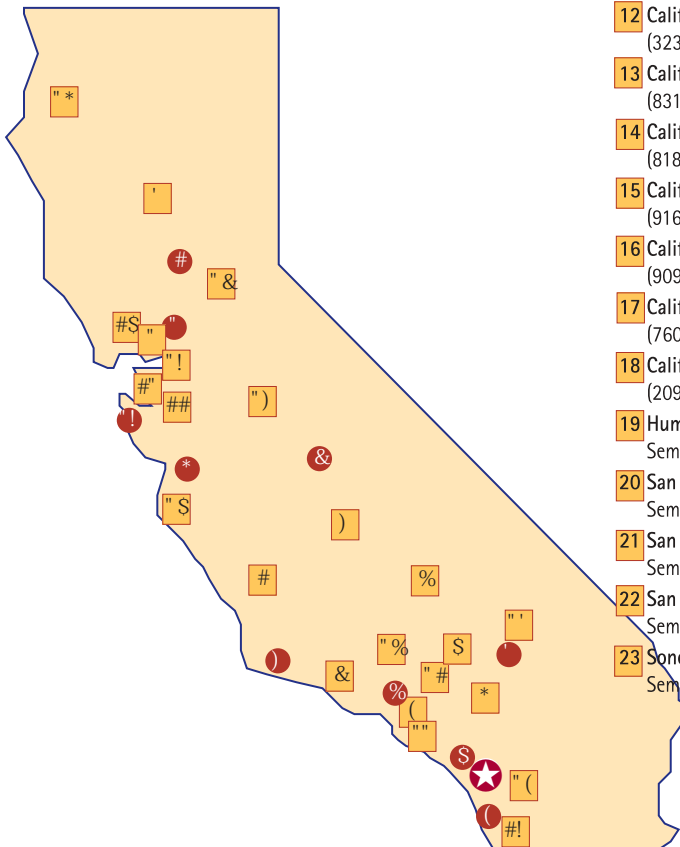 " *
'
#
" &
#$
"
"
" !
#"
##
" )
" !
&
*
" $
)
#
%
" '
'
" %
$
)
&
" #
%
*
(
""
$
" (
(
#!
12 Calif
(323
13 Calif
(831
14 Calif
(818
15 Calif
(916
16 Calif
(909
17 Calif
(760
18 Calif
(209
19 Hum
Sem
20 San
Sem
21 San
Sem
22 San
Sem
23 Sono
Sem